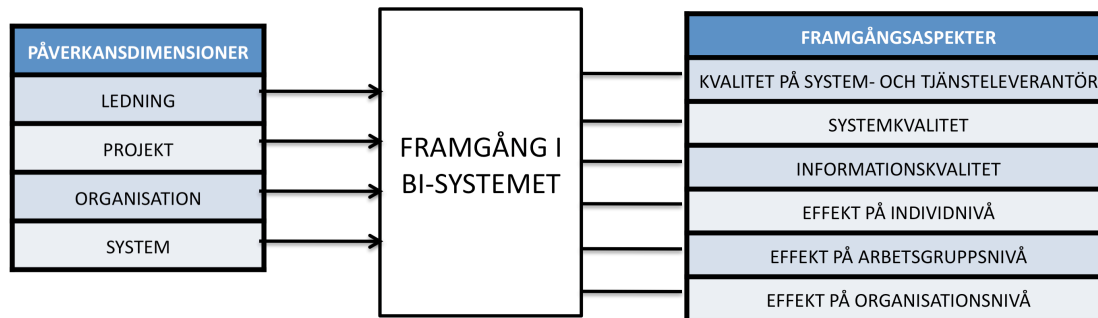 PÅVERKANSDIMENSIONER
LEDNING
PROJEKT
ORGANISATION
SYSTEM
FRAMGÅNG I
BI-SYSTEMET
FRAMGÅNGSASPEKTER
KVALITET PÅ SYSTEM- OCH TJÄNSTELEVERANTÖR
SYSTEMKVALITET
INFORMATIONSKVALITET
EFFEKT PÅ INDIVIDNIVÅ
EFFEKT PÅ ARBETSGRUPPSNIVÅ
EFFEKT PÅ ORGANISATIONSNIVÅ